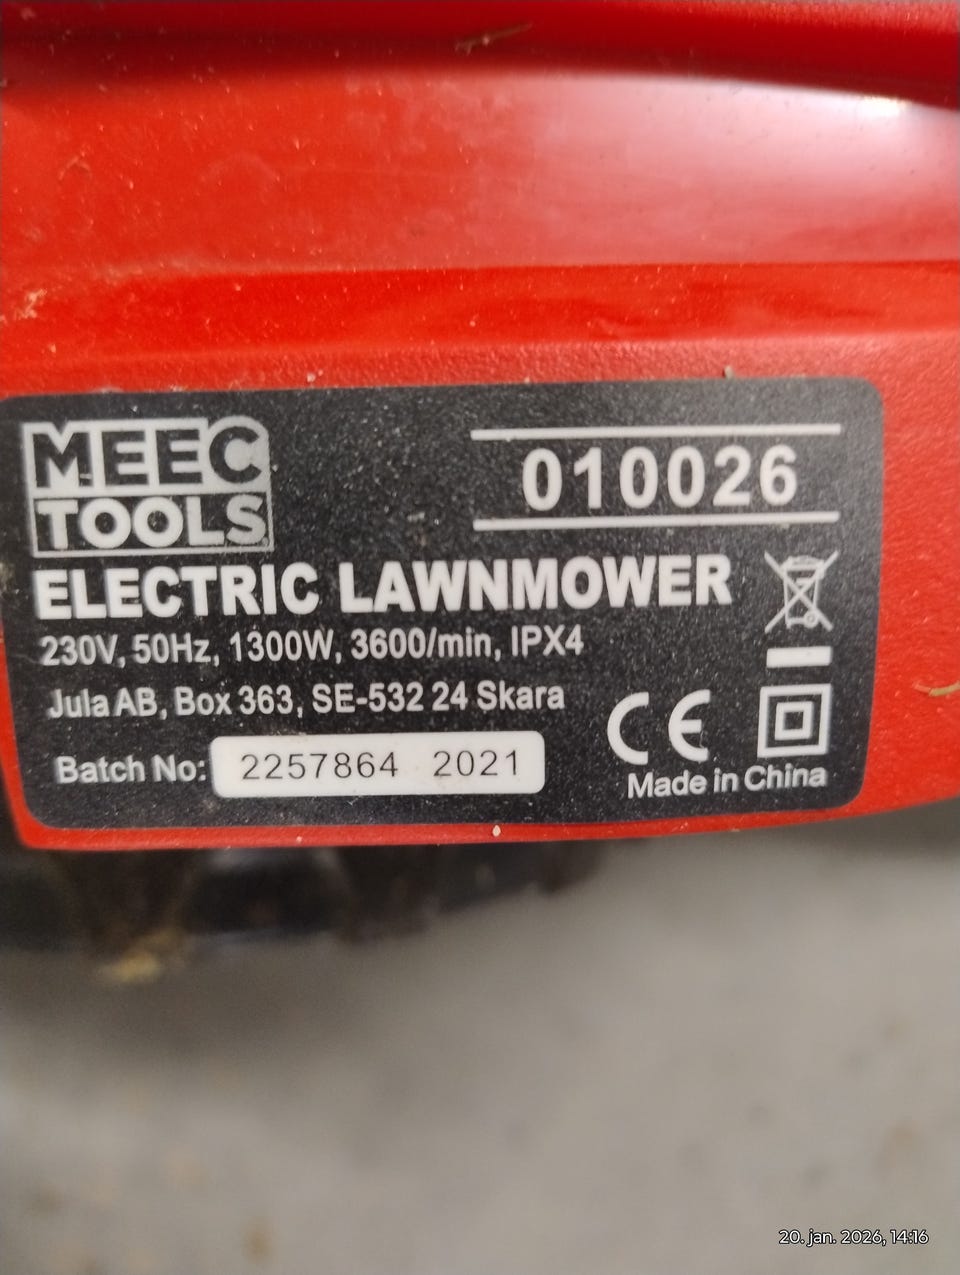 MEEC
TOOLS
010026
ELECTRIC LAWNMOWER
230V, 50Hz, 1300W, 3600/min, IPX4
Jula AB, Box 363, SE-532 24 Skara
Batch No: 2257864 2021
CE
Made in China
20. jan. 2026, 14:16